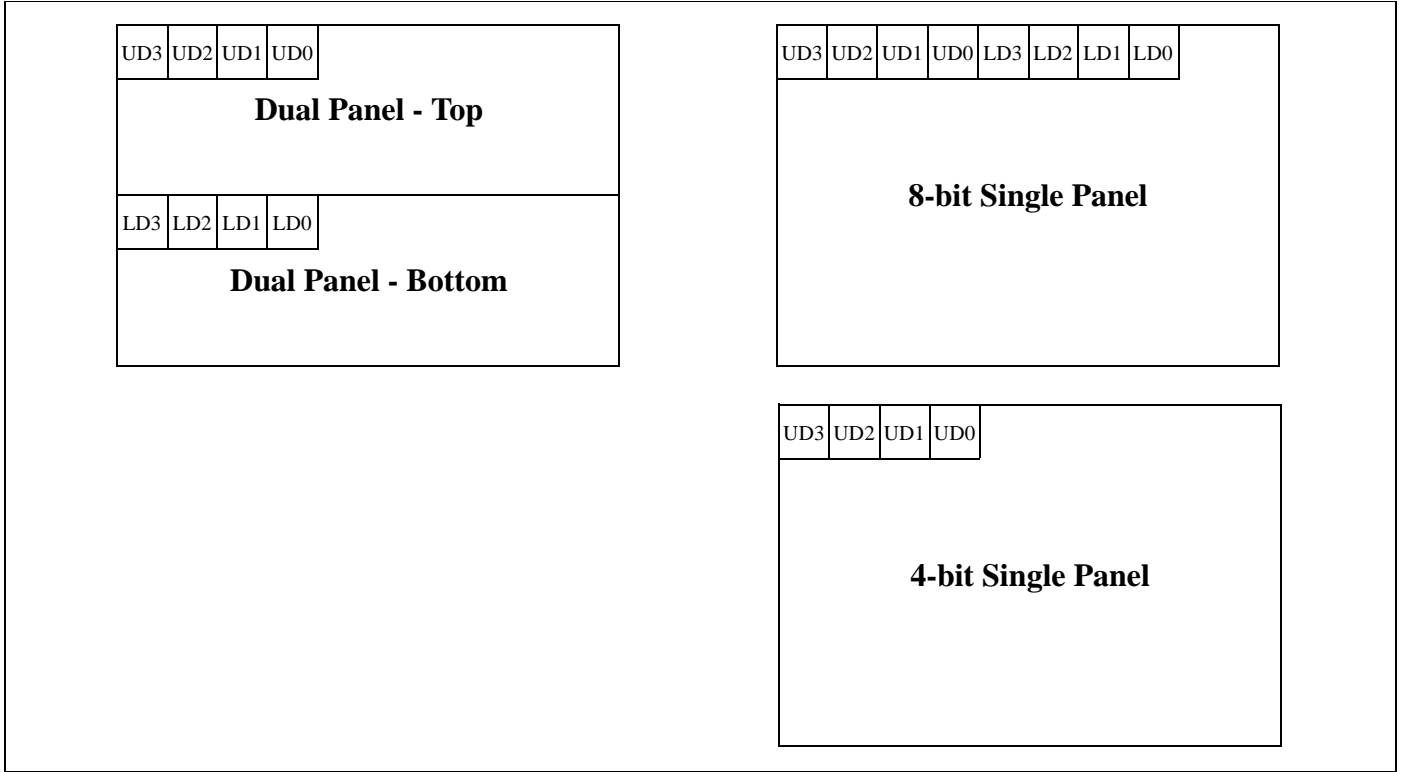 UD3 UD2 UD1 UD0
Dual Panel - Top
LD3 LD2 LD1 LD0
Dual Panel - Bottom
UD3 UD2 UD1 UD0 LD3 LD2 LD1 LD0
8-bit Single Panel
UD3 UD2 UD1 UD0
4-bit Single Panel